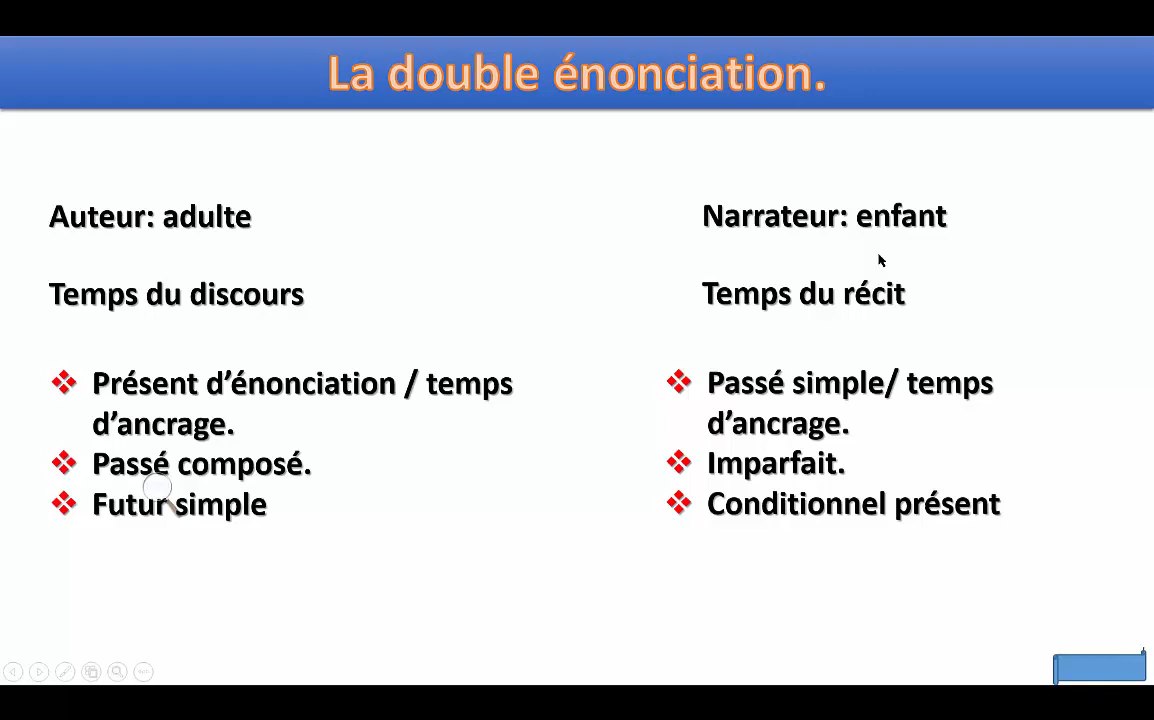 La double énonciation.
Auteur: adulte
Temps du discours
❖ Présent d’énonciation / temps
d’ancrage.
❖ Passé composé.
❖ Futur simple
Narrateur: enfant
Temps du récit
❖ Passé simple/ temps
d’ancrage.
❖ Imparfait.
❖ Conditionnel présent